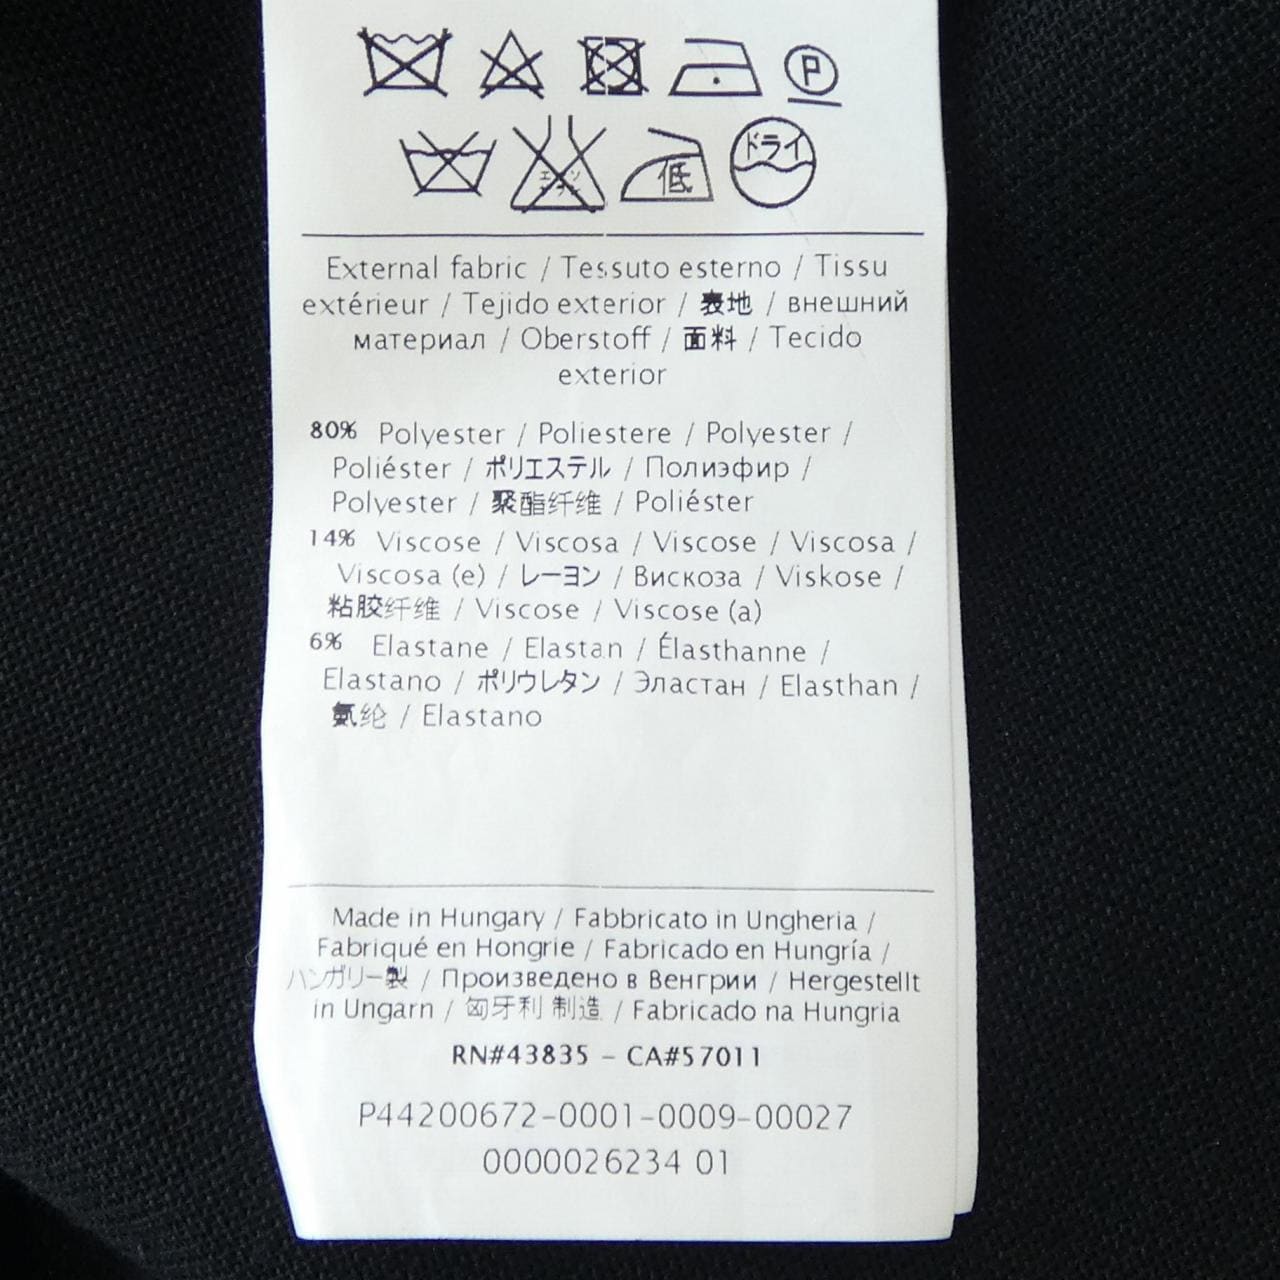 P
エンソ
低
ドライ
External fabric / Tessuto esterno / Tissu
extérieur / Tejido exterior / 表地 / внешний
материал / Oberstoff / 面料 / Tecido
exterior
80% Polyester / Poliestere / Polyester /
Poliéster / ポリエステル / Полиэфир /
Polyester / 聚酯纤维 / Poliéster
14% Viscose / Viscosa / Viscose / Viscosa /
Viscosa (e) / レーヨン / Вискоза / Viskose /
粘胶纤维 / Viscose / Viscose (a)
6% Elastane / Elastan / Élasthanne /
Elastano / ポリウレタン / Эластан / Elasthan /
氨纶 / Elastano
Made in Hungary / Fabbricato in Ungheria /
Fabriqué en Hongrie / Fabricado en Hungría /
ハンガリー製 / Произведено в Венгрии / Hergestellt
in Ungarn / 匈牙利 制造 / Fabricado na Hungria
RN#43835 – CA#57011
P44200672-0001-0009-00027
0000026234 01